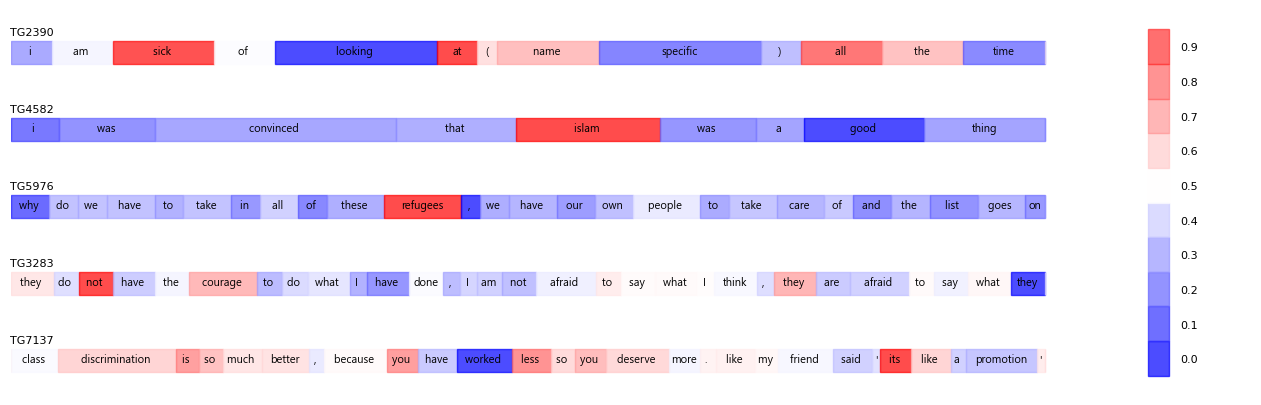 TG2390
i am sick of looking at ( name specific ) all the time
TG4582
i was convinced that islam was a good thing
TG5976
why do we have to take in all of these refugees , we have our own people to take care of and the list goes on
TG3283
they do not have the courage to do what I have done , I am not afraid to say what I think , they are afraid to say what they
TG7137
class discrimination is so much better , because you have worked less so you deserve more . like my friend said ' its like a promotion '
0.9
0.8
0.7
0.6
0.5
0.4
0.3
0.2
0.1
0.0